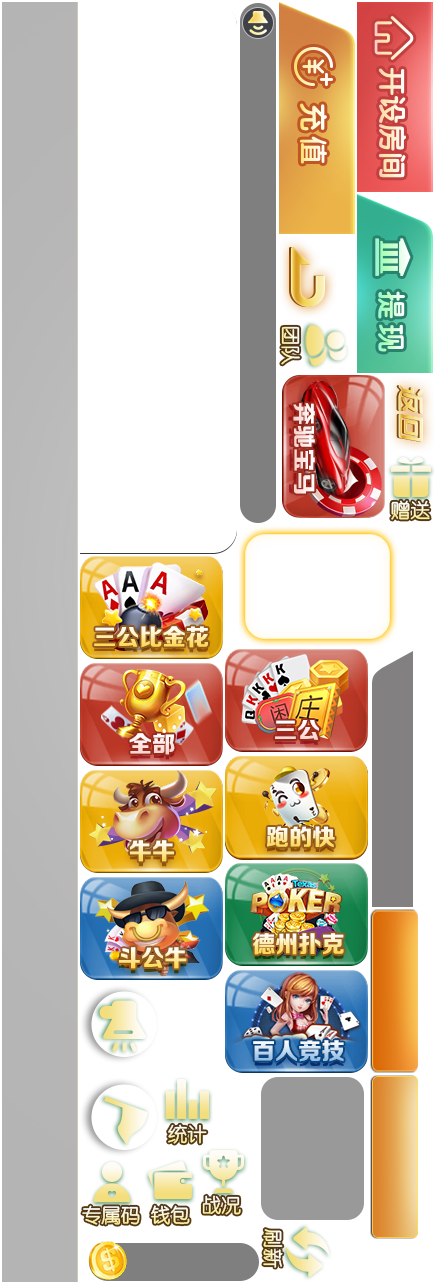 开设房间
充值
提现
团队
返回
奔驰宝马
赠送
A A A
三公比金花
K K K K
闲 庄
三公
全部
跑的快
牛牛
Texas
POKER
德州扑克
斗公牛
百人竞技
统计
专属码
钱包
战况
刷新